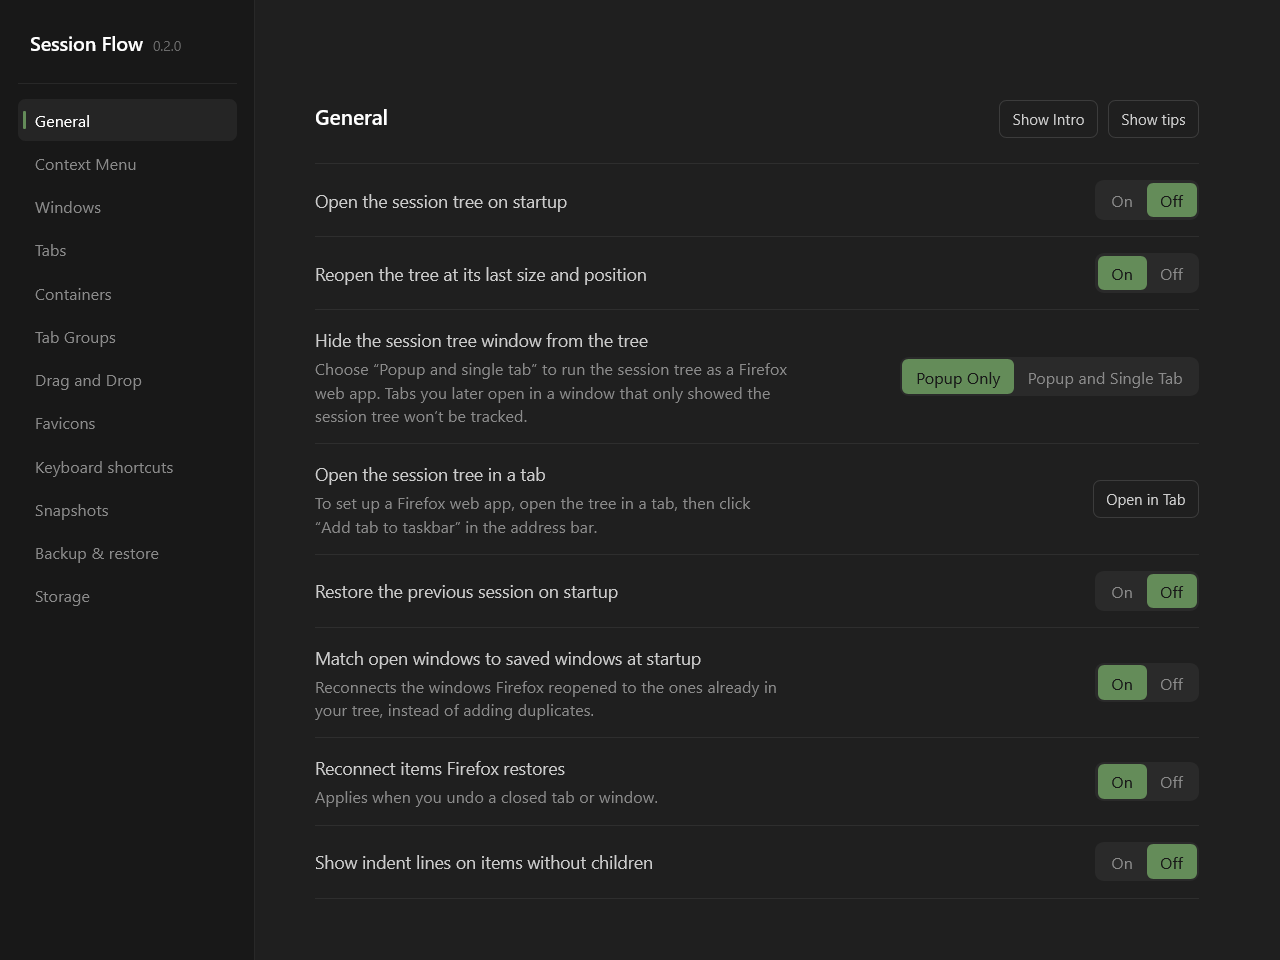 Session Flow 0.2.0
General
Context Menu
Windows
Tabs
Containers
Tab Groups
Drag and Drop
Favicons
Keyboard shortcuts
Snapshots
Backup & restore
Storage
General
Show Intro
Show tips
Open the session tree on startup
On Off
Reopen the tree at its last size and position
On Off
Hide the session tree window from the tree
Choose “Popup and single tab” to run the session tree as a Firefox
web app. Tabs you later open in a window that only showed the
session tree won’t be tracked.
Popup Only Popup and Single Tab
Open the session tree in a tab
To set up a Firefox web app, open the tree in a tab, then click
“Add tab to taskbar” in the address bar.
Open in Tab
Restore the previous session on startup
On Off
Match open windows to saved windows at startup
Reconnects the windows Firefox reopened to the ones already in
your tree, instead of adding duplicates.
On Off
Reconnect items Firefox restores
Applies when you undo a closed tab or window.
On Off
Show indent lines on items without children
On Off